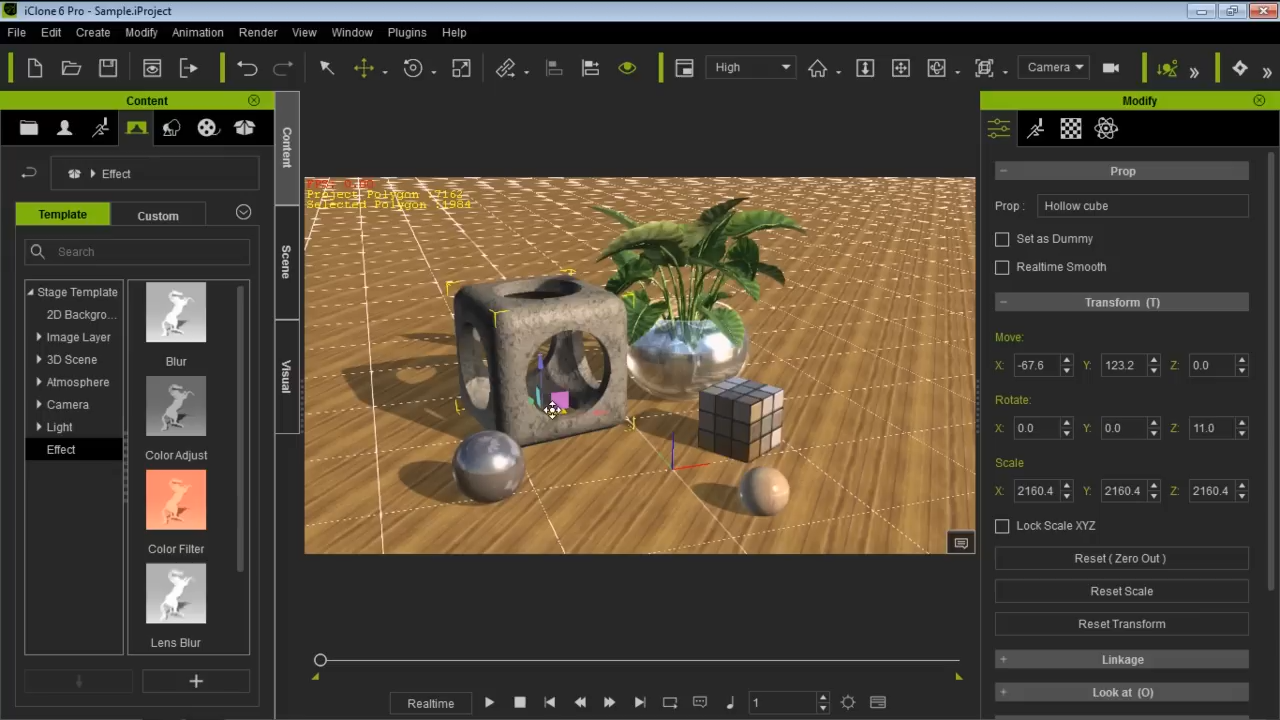 iClone 6 Pro - Sample.iProject
File Edit Create Modify Animation Render View Window Plugins Help
High
Camera
Content
Effect
Template
Custom
Search
Stage Template
2D Backgro...
Image Layer
3D Scene
Atmosphere
Camera
Light
Effect
Blur
Color Adjust
Color Filter
Lens Blur
Content
Scene
Visual
Project Polygon
Selected Polygon
Realtime
1
Modify
Prop
Prop : Hollow cube
Set as Dummy
Realtime Smooth
Transform (T)
Move:
X: -67.6 Y: 123.2 Z: 0.0
Rotate:
X: 0.0 Y: 0.0 Z: 11.0
Scale
X: 2160.4 Y: 2160.4 Z: 2160.4
Lock Scale XYZ
Reset ( Zero Out )
Reset Scale
Reset Transform
Linkage
Look at (O)